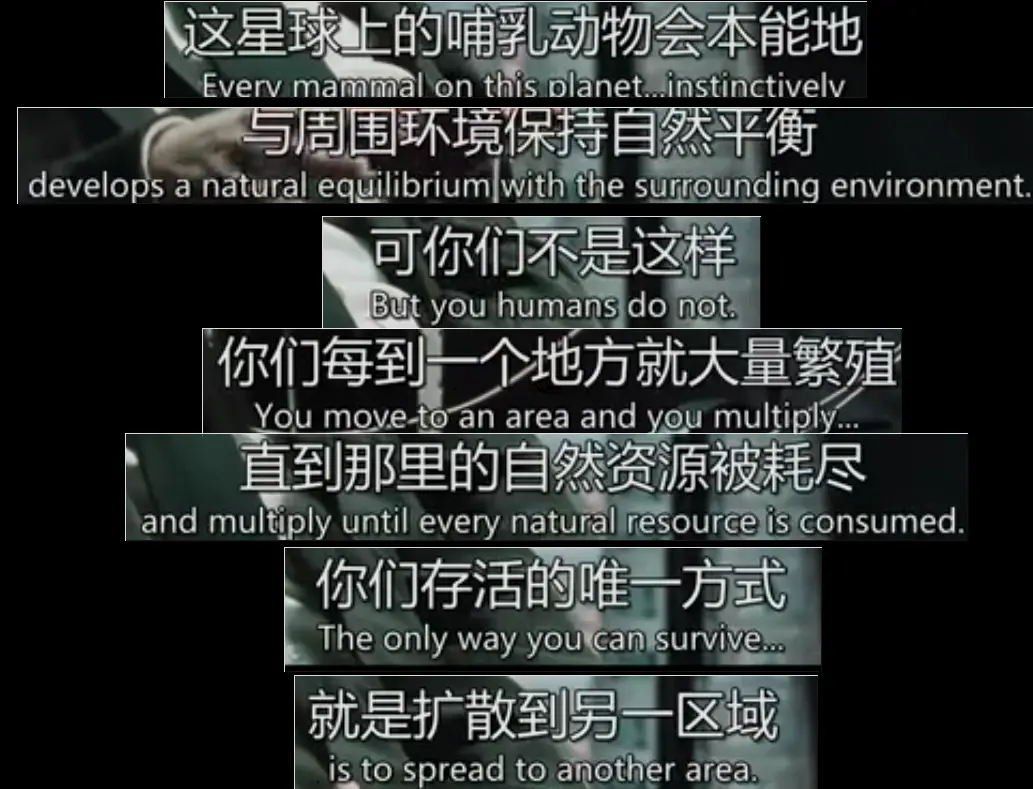 这星球上的哺乳动物会本能地
Every mammal on this planet...instinctively
与周围环境保持自然平衡
develops a natural equilibrium with the surrounding environment.
可你们不是这样
But you humans do not.
你们每到一个地方就大量繁殖
You move to an area and you multiply...
直到那里的自然资源被耗尽
and multiply until every natural resource is consumed.
你们存活的唯一方式
The only way you can survive...
就是扩散到另一区域
is to spread to another area.